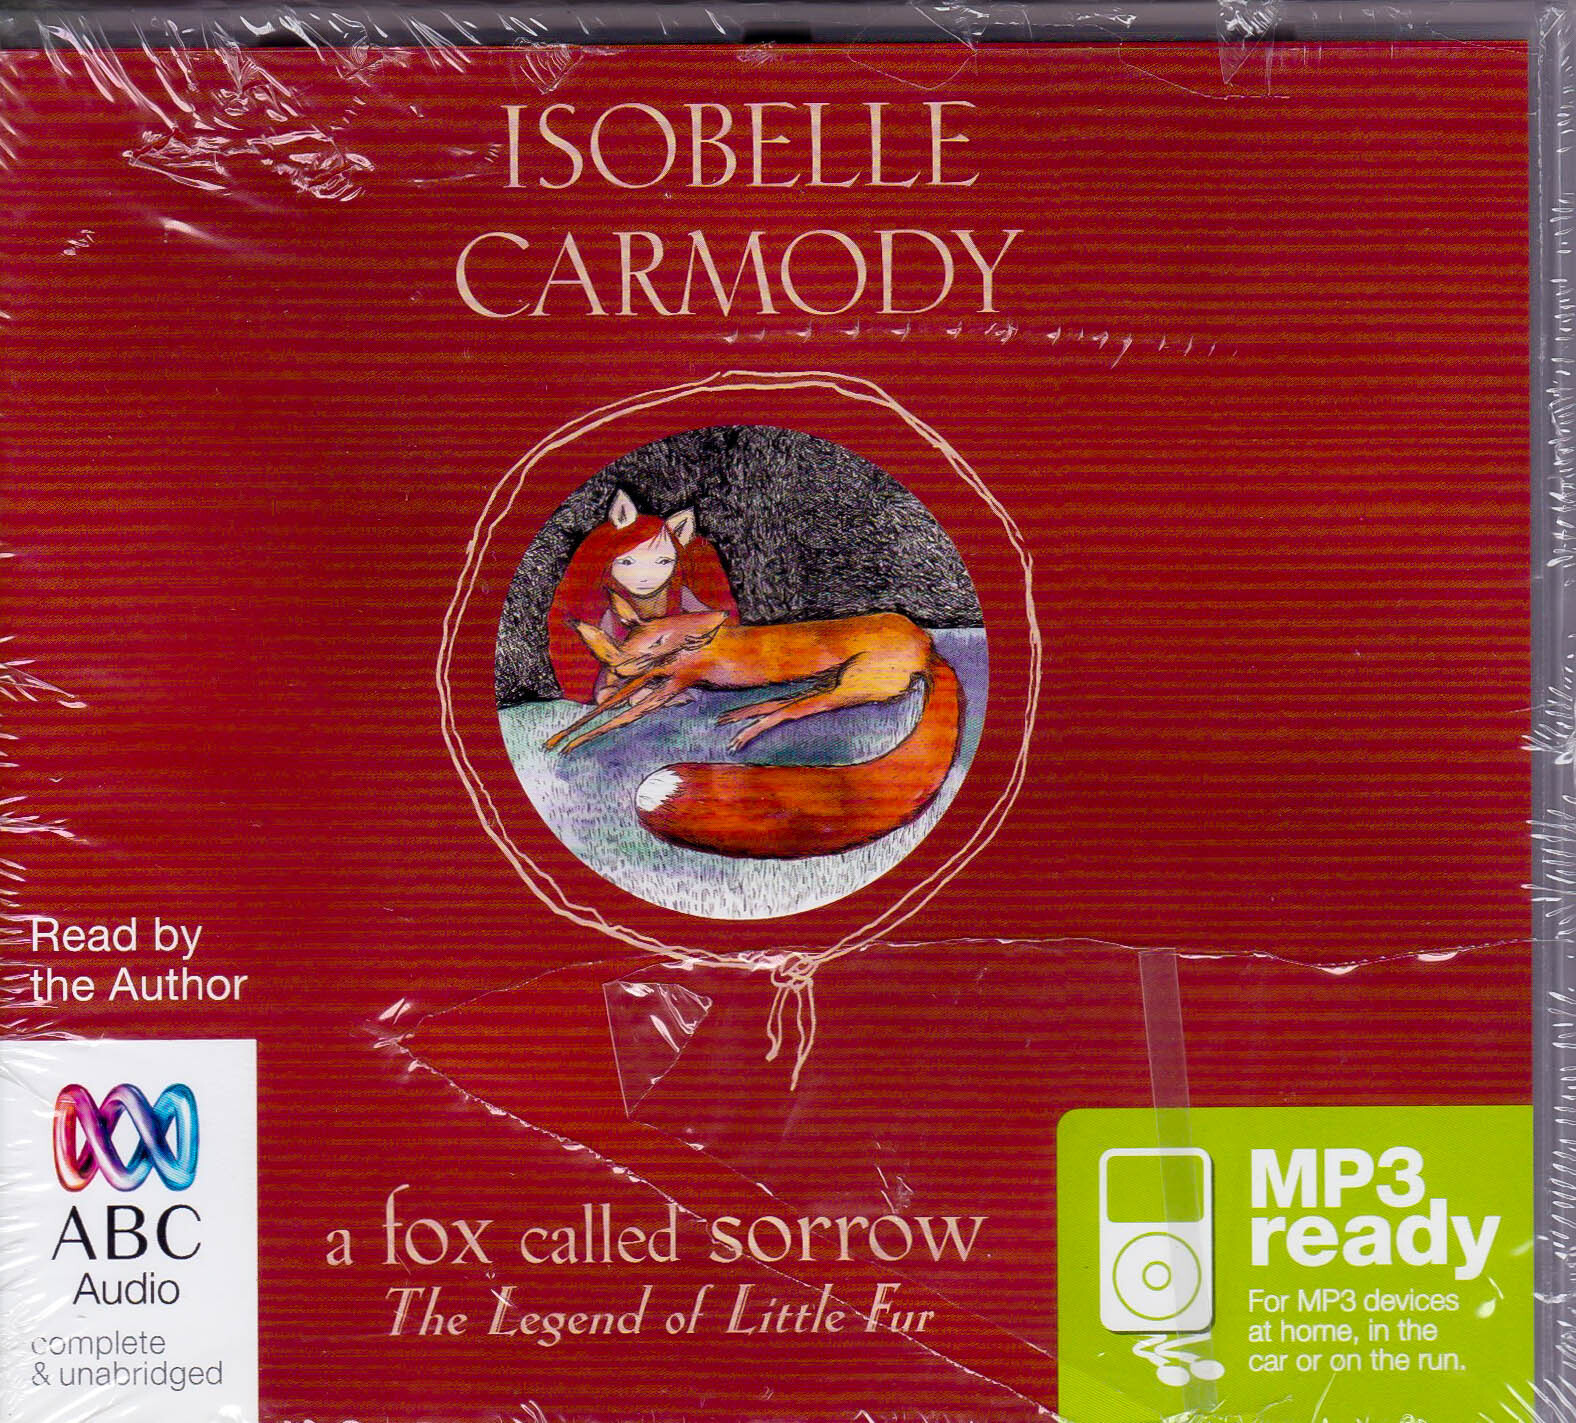 ISOBELLE
CARMODY
Read by
the Author
ABC
Audio
complete
& unabridged
a fox called sorrow
The Legend of Little Fur
MP3
ready
For MP3 devices
at home, in the
car or on the run.